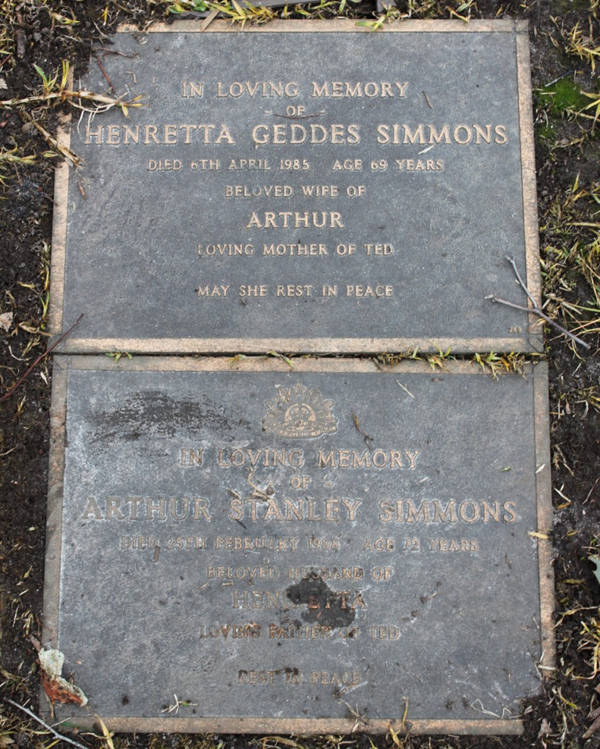 IN LOVING MEMORY
OF
HENRETTA GEDDES SIMMONS
DIED 6TH APRIL 1985 AGE 69 YEARS
BELOVED WIFE OF
ARTHUR
LOVING MOTHER OF TED
MAY SHE REST IN PEACE
IN LOVING MEMORY
OF
ARTHUR STANLEY SIMMONS
DIED FEBRUARY AGE YEARS
BELOVED HUSBAND OF
HENRETTA
LOVING FATHER OF TED
REST IN PEACE